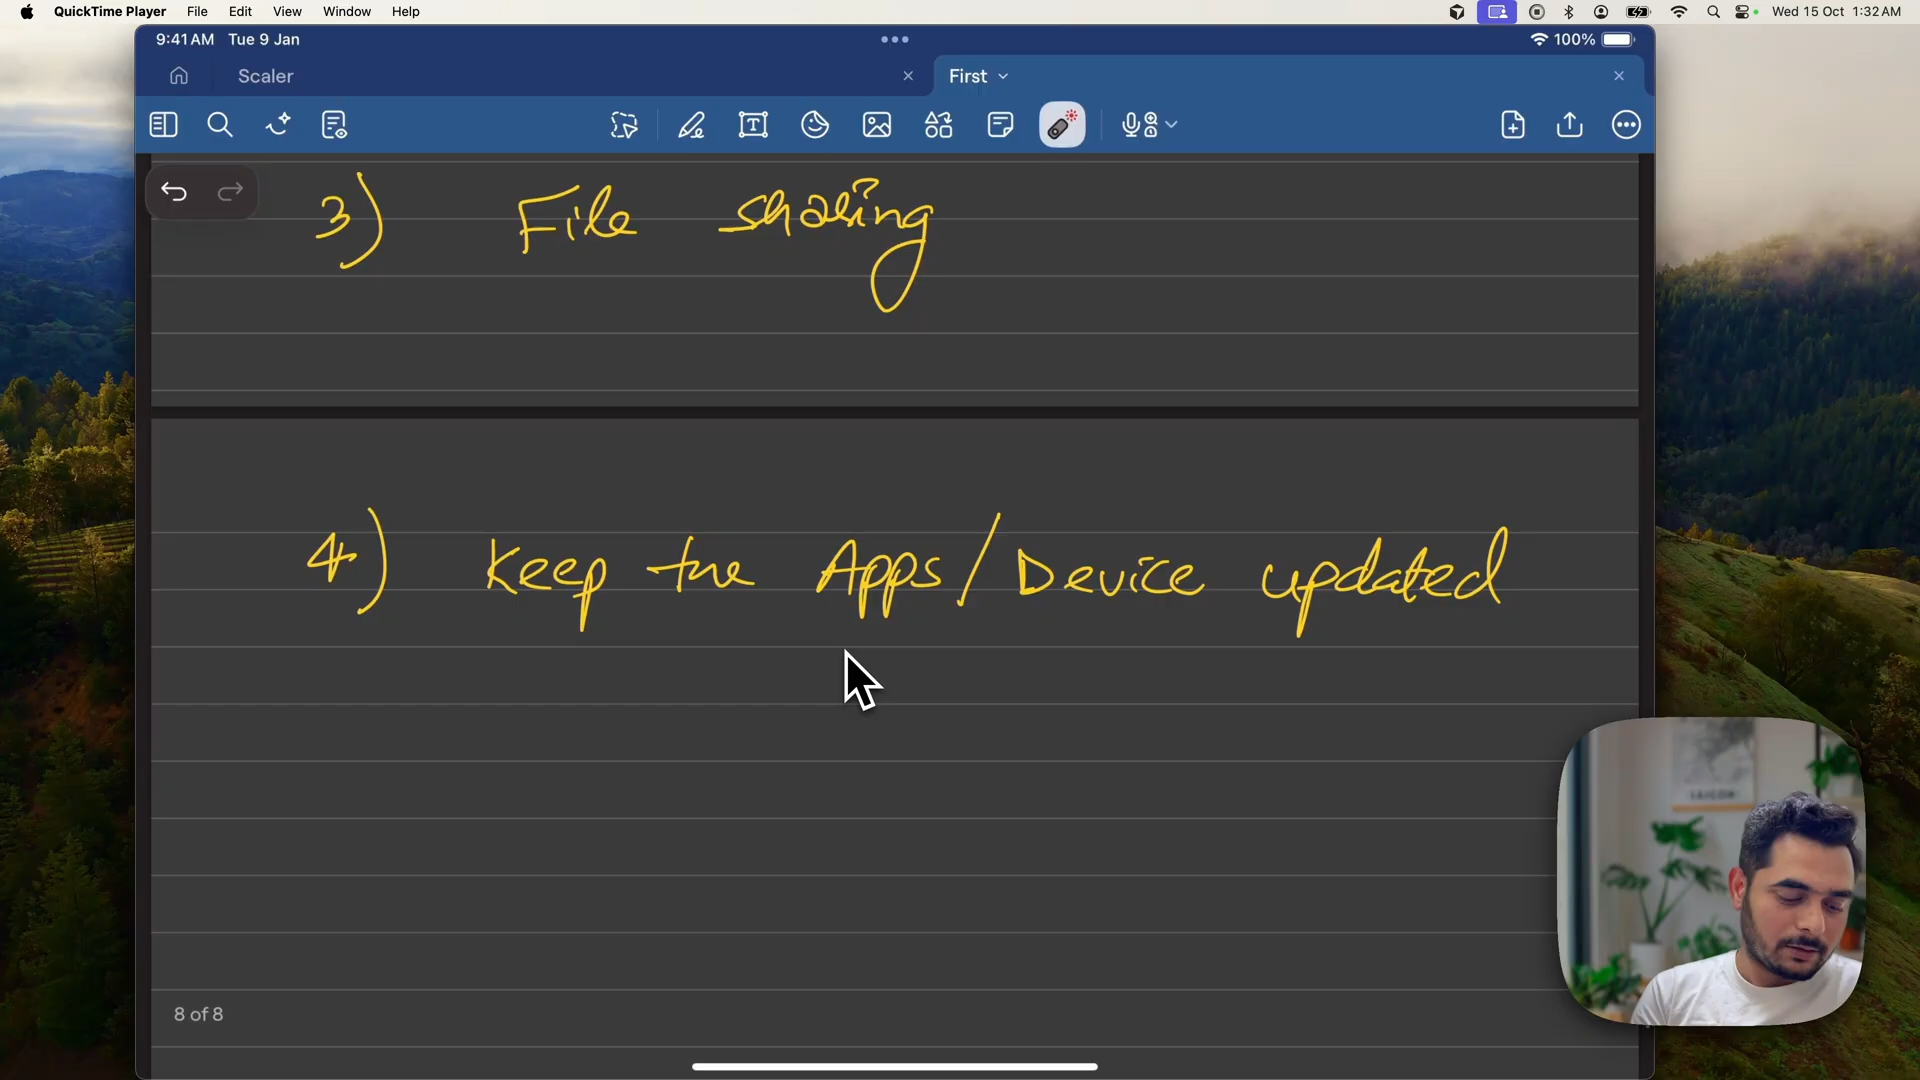 QuickTime Player File Edit View Window Help Wed 15 Oct 1:32 AM
9:41 AM Tue 9 Jan 100%
Scaler First
3) File sharing
4) Keep the Apps/Device updated
8 of 8